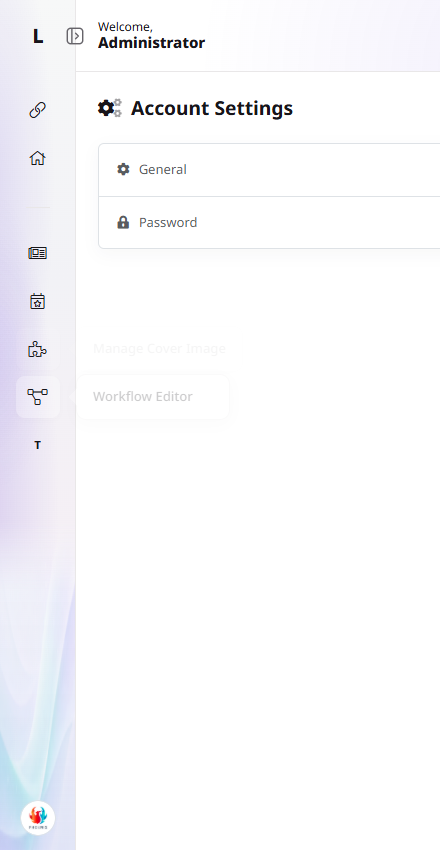 L
Welcome,
Administrator
Account Settings
General
Password
Manage Cover Image
Workflow Editor
T